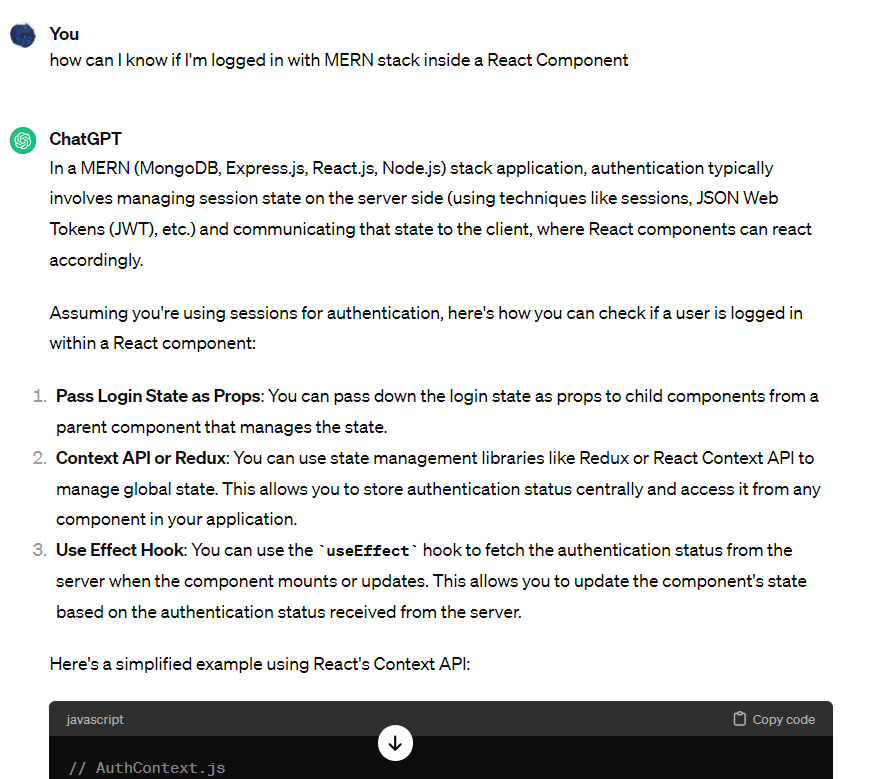 You
how can I know if I'm logged in with MERN stack inside a React Component
ChatGPT
In a MERN (MongoDB, Express.js, React.js, Node.js) stack application, authentication typically
involves managing session state on the server side (using techniques like sessions, JSON Web
Tokens (JWT), etc.) and communicating that state to the client, where React components can react
accordingly.
Assuming you're using sessions for authentication, here's how you can check if a user is logged in
within a React component:
1. Pass Login State as Props: You can pass down the login state as props to child components from a
parent component that manages the state.
2. Context API or Redux: You can use state management libraries like Redux or React Context API to
manage global state. This allows you to store authentication status centrally and access it from any
component in your application.
3. Use Effect Hook: You can use the `useEffect` hook to fetch the authentication status from the
server when the component mounts or updates. This allows you to update the component's state
based on the authentication status received from the server.
Here's a simplified example using React's Context API:
javascript
Copy code
// AuthContext.js